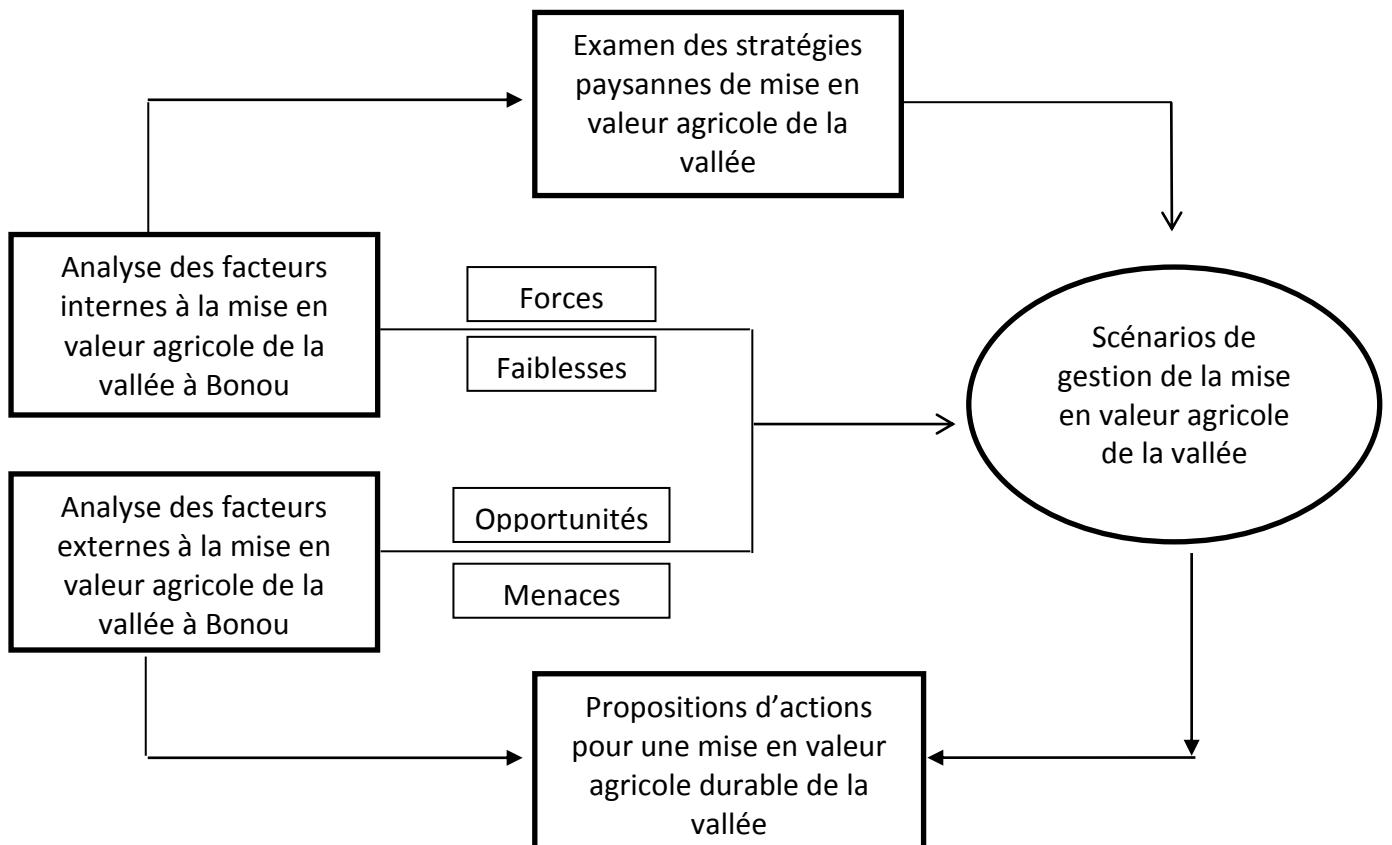 Examen des stratégies
paysannes de mise en
valeur agricole de la
vallée
Analyse des facteurs
internes à la mise en
valeur agricole de la
vallée à Bonou
Forces
Faiblesses
Scénarios de
gestion de la mise
en valeur agricole
de la vallée
Analyse des facteurs
externes à la mise en
valeur agricole de la
vallée à Bonou
Opportunités
Menaces
Propositions d’actions
pour une mise en valeur
agricole durable de la
vallée